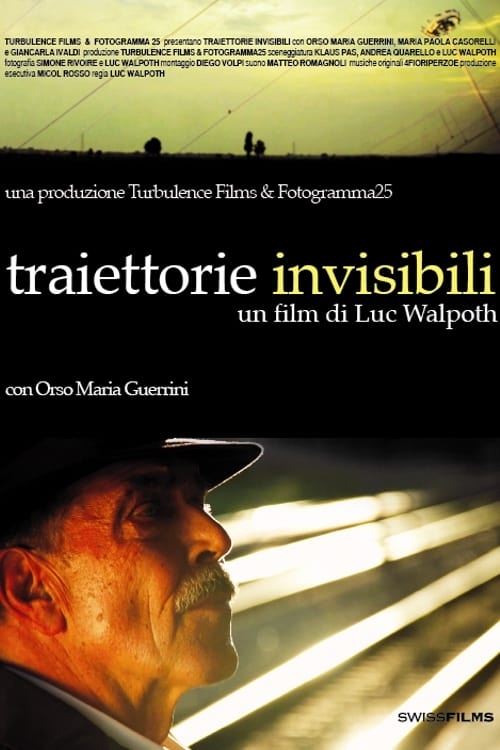 TURBULENCE FILMS & FOTOGRAMMA 25 presentano TRAIETTORIE INVISIBILI con ORSO MARIA GUERRINI, MARIA PAOLA CASORELLI
e GIANCARLA IVALDI produzione TURBULENCE FILMS & FOTOGRAMMA25 sceneggiatura KLAUS PAS, ANDREA QUARELLO e LUC WALPOTH
fotografia SIMONE RIVOIRE e LUC WALPOTH montaggio DIEGO VOLPI suono MATTEO ROMAGNOLI musiche originali 4FIORIPERZOE produzione
esecutiva MICOL ROSSO regia LUC WALPOTH
una produzione Turbulence Films & Fotogramma25
traiettorie invisibili
un film di Luc Walpoth
con Orso Maria Guerrini
SWISSFILMS